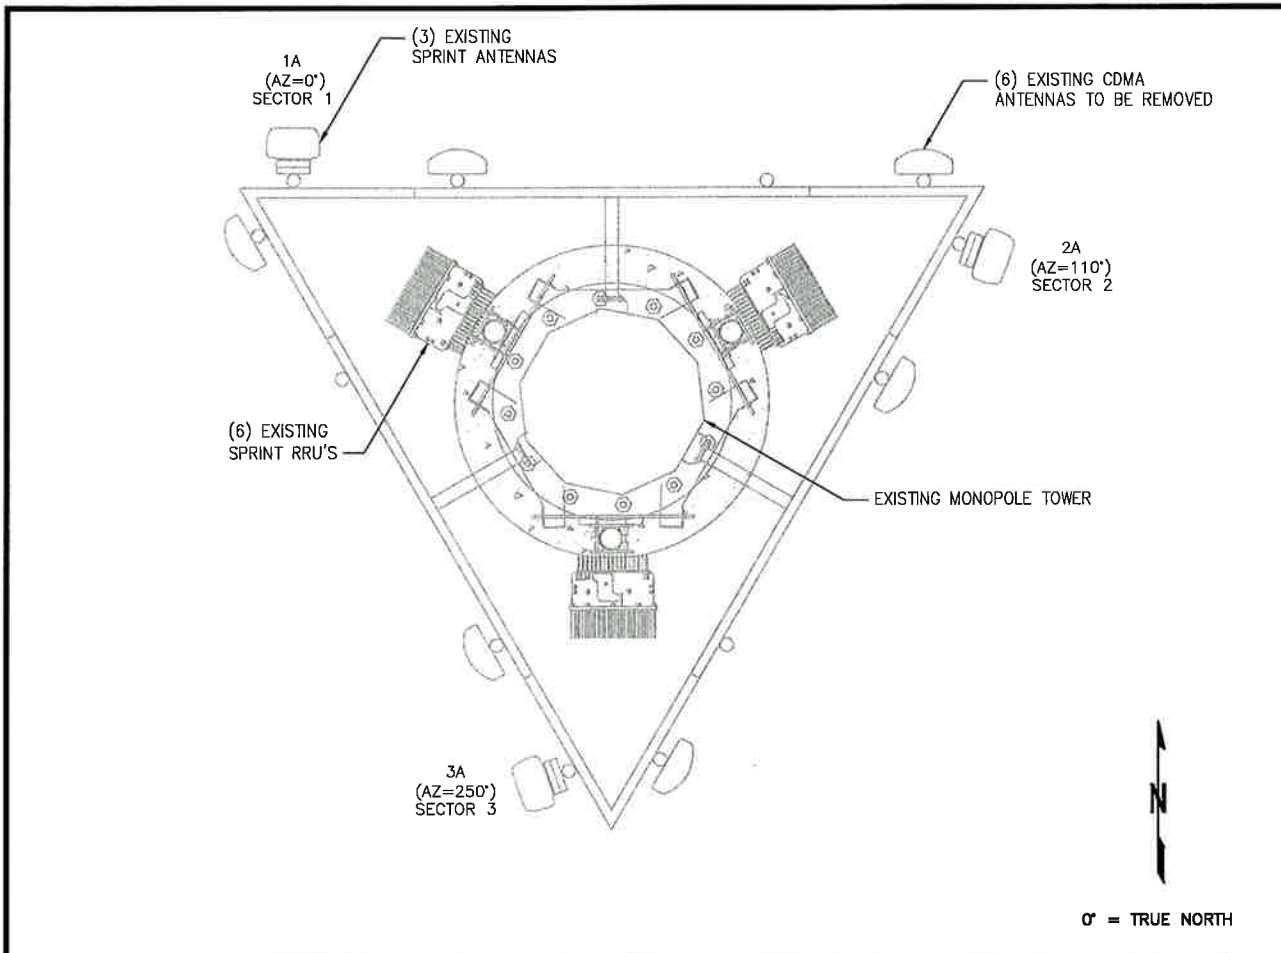 (3) EXISTING
SPRINT ANTENNAS
1A
(AZ=0°)
SECTOR 1
(6) EXISTING CDMA
ANTENNAS TO BE REMOVED
2A
(AZ=110°)
SECTOR 2
(6) EXISTING
SPRINT RRU'S
EXISTING MONOPOLE TOWER
3A
(AZ=250°)
SECTOR 3
N
0° = TRUE NORTH